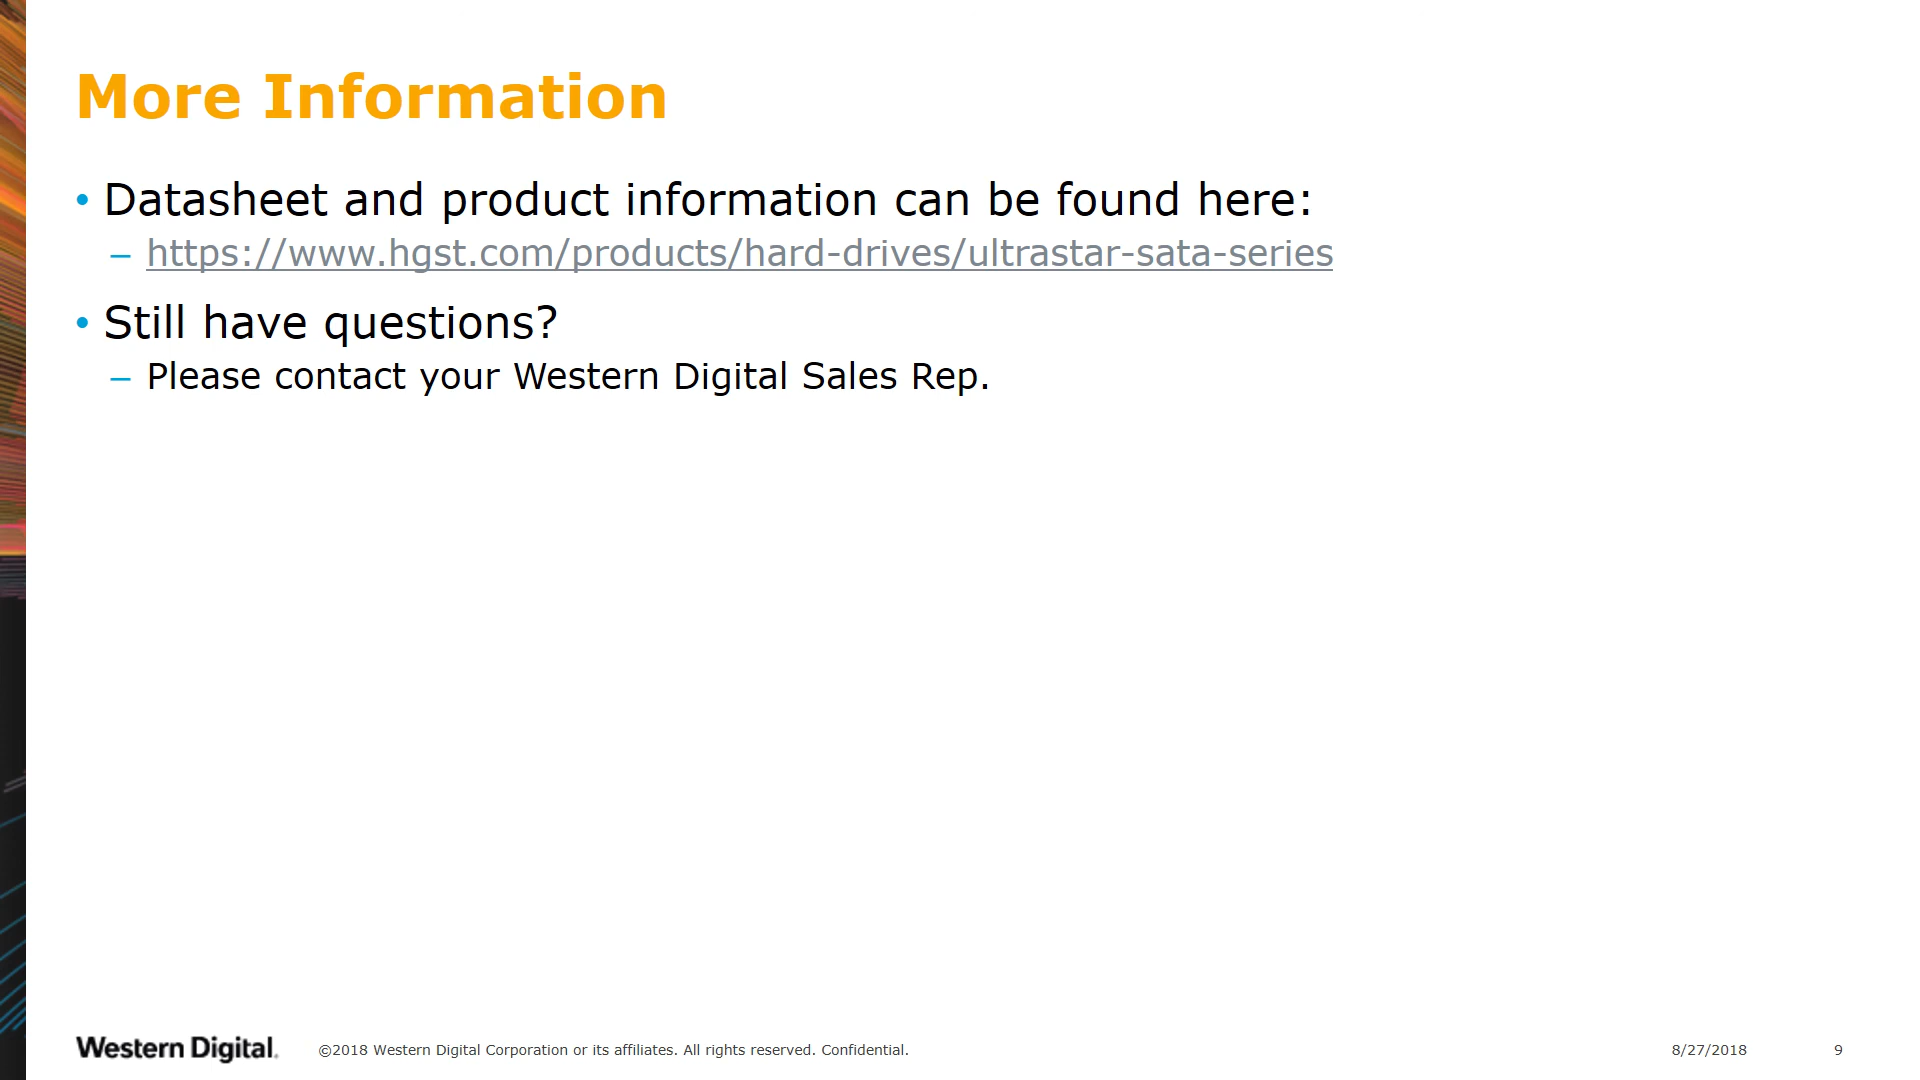 More Information
• Datasheet and product information can be found here:
– https://www.hgst.com/products/hard-drives/ultrastar-sata-series
• Still have questions?
– Please contact your Western Digital Sales Rep.
Western Digital. ©2018 Western Digital Corporation or its affiliates. All rights reserved. Confidential. 8/27/2018 9